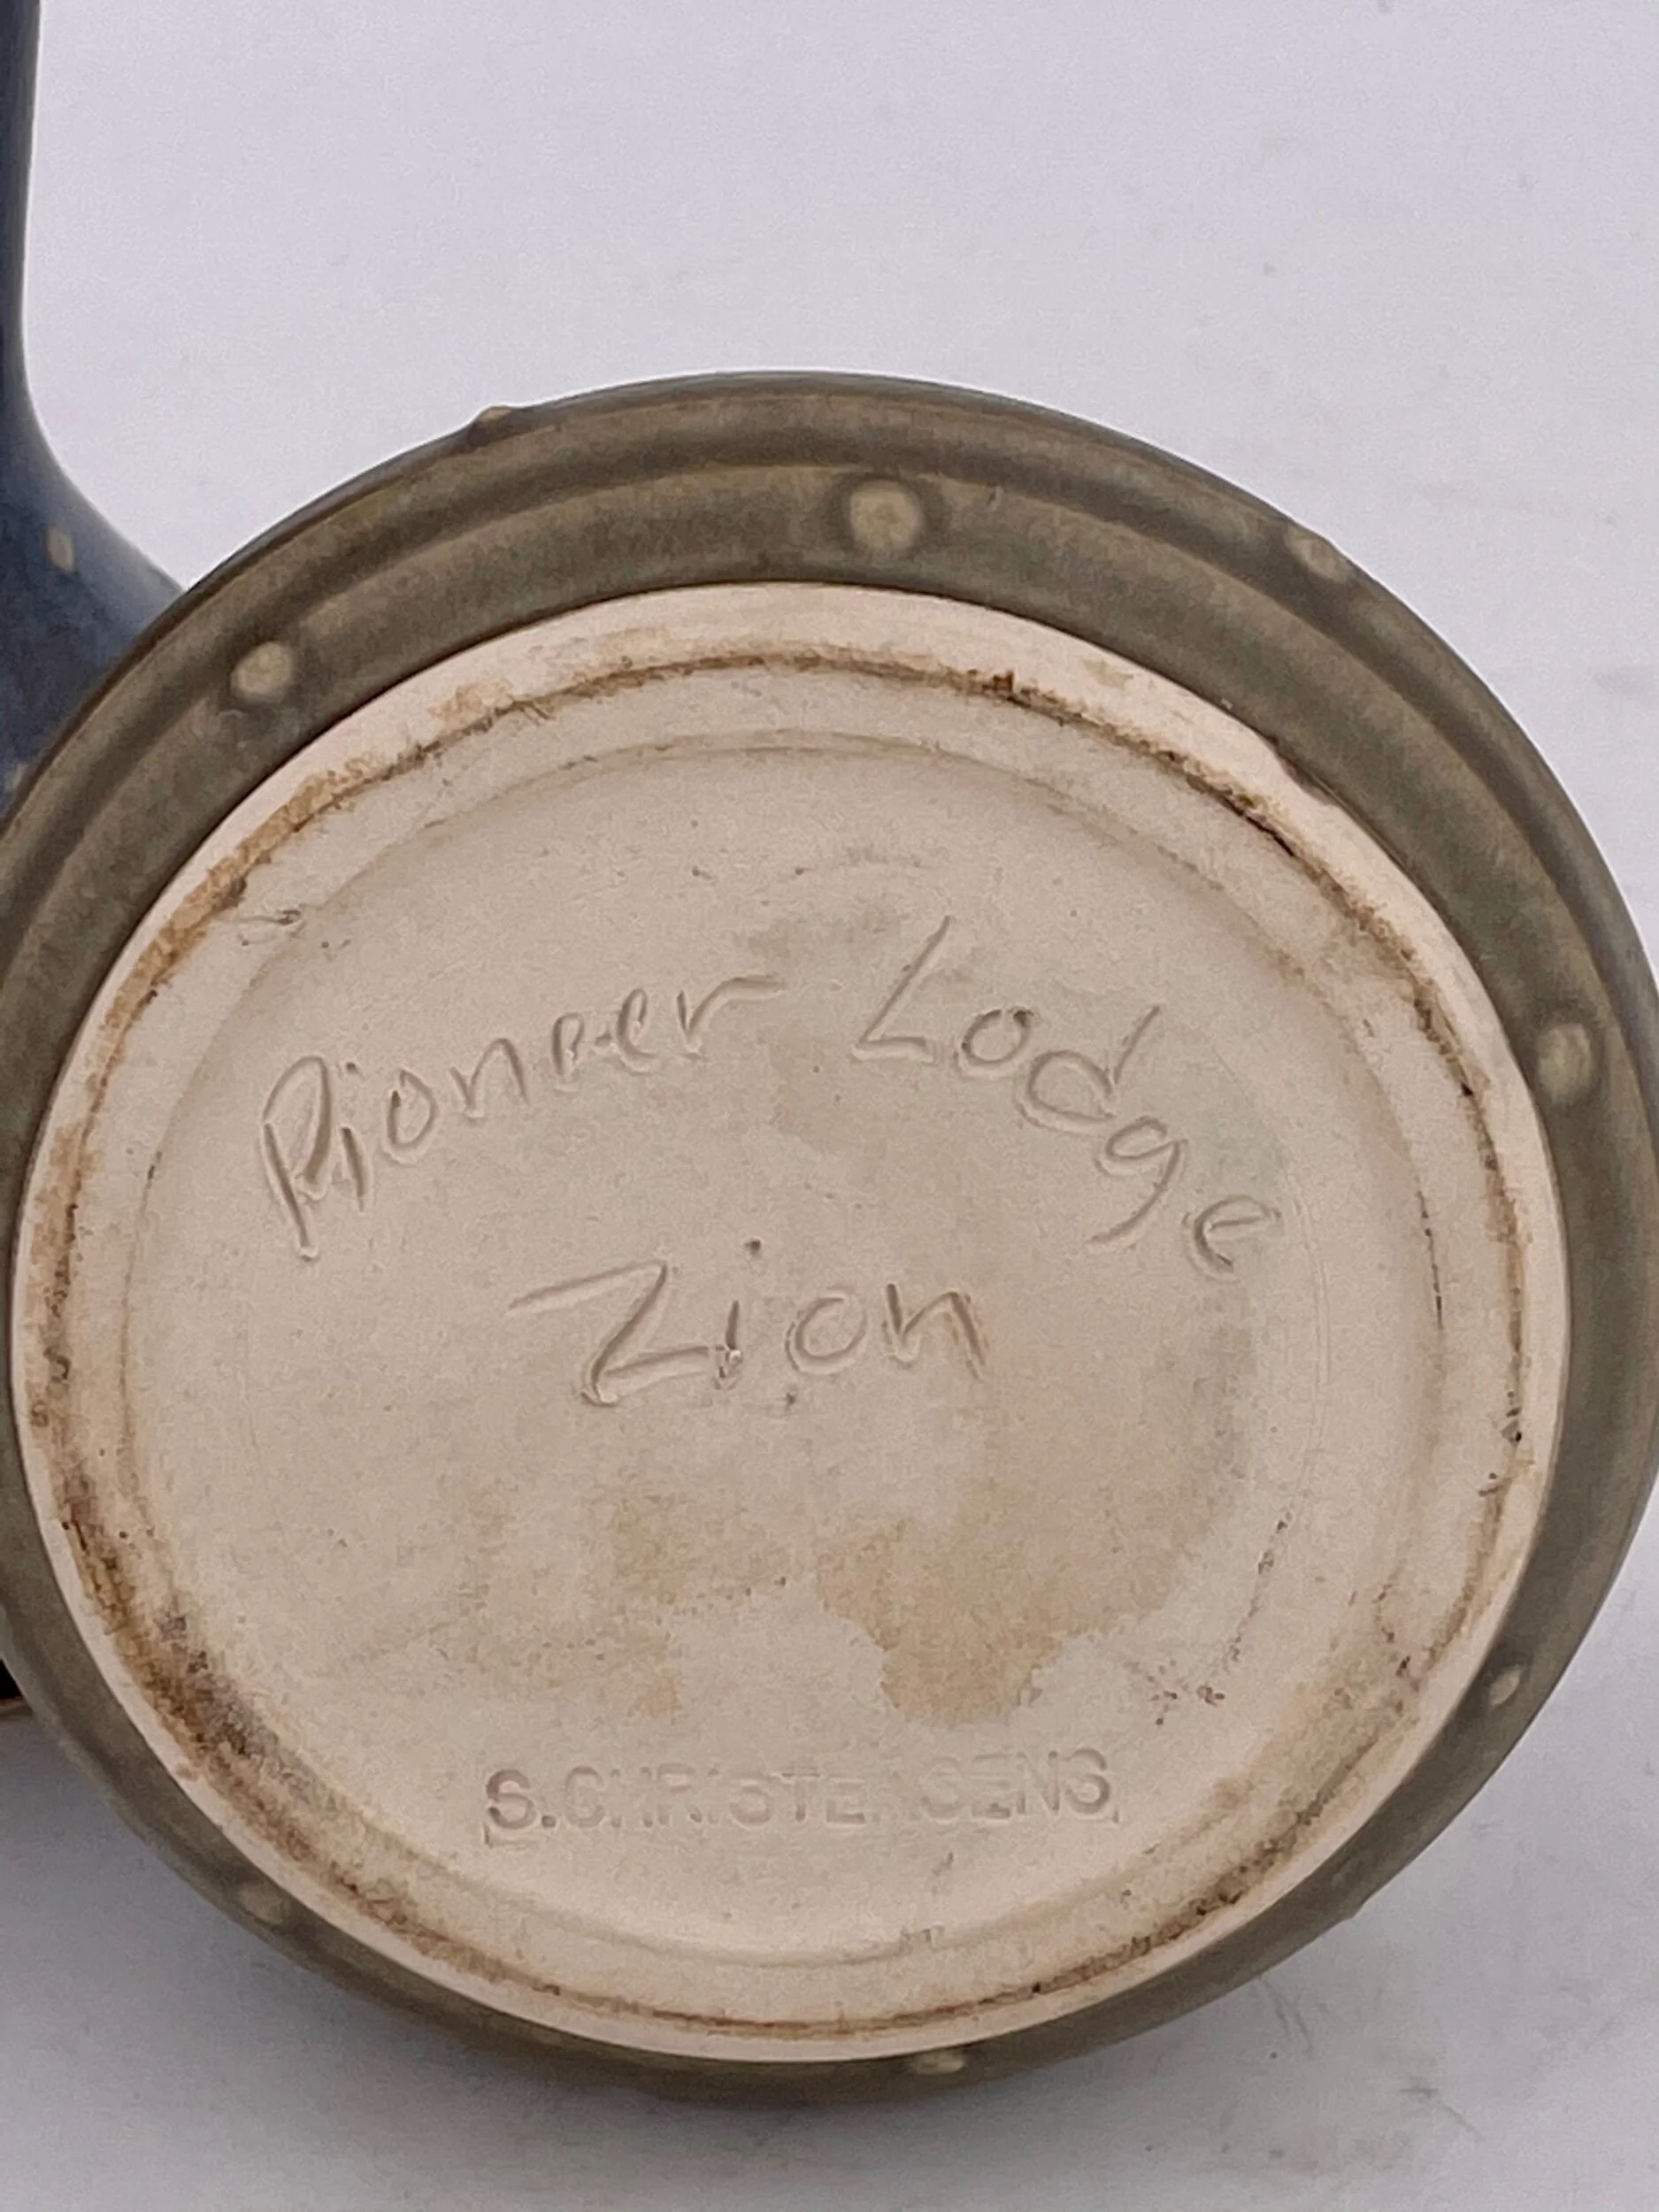 Pioneer Lodge
Zion
S.CHRISTENSENS